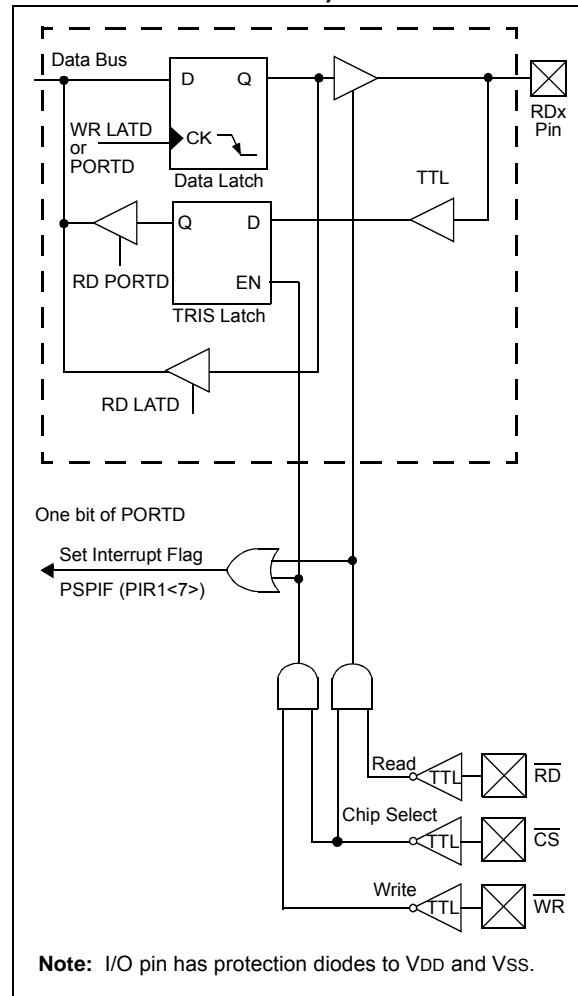 Data Bus
D Q
RDx
Pin
WR LATD
or
PORTD
CK
Data Latch
TTL
Q D
RD PORTD
EN
TRIS Latch
RD LATD
One bit of PORTD
Set Interrupt Flag
PSPIF (PIR1<7>)
Read
TTL
RD
Chip Select
TTL
CS
Write
TTL
WR
Note: I/O pin has protection diodes to VDD and VSS.